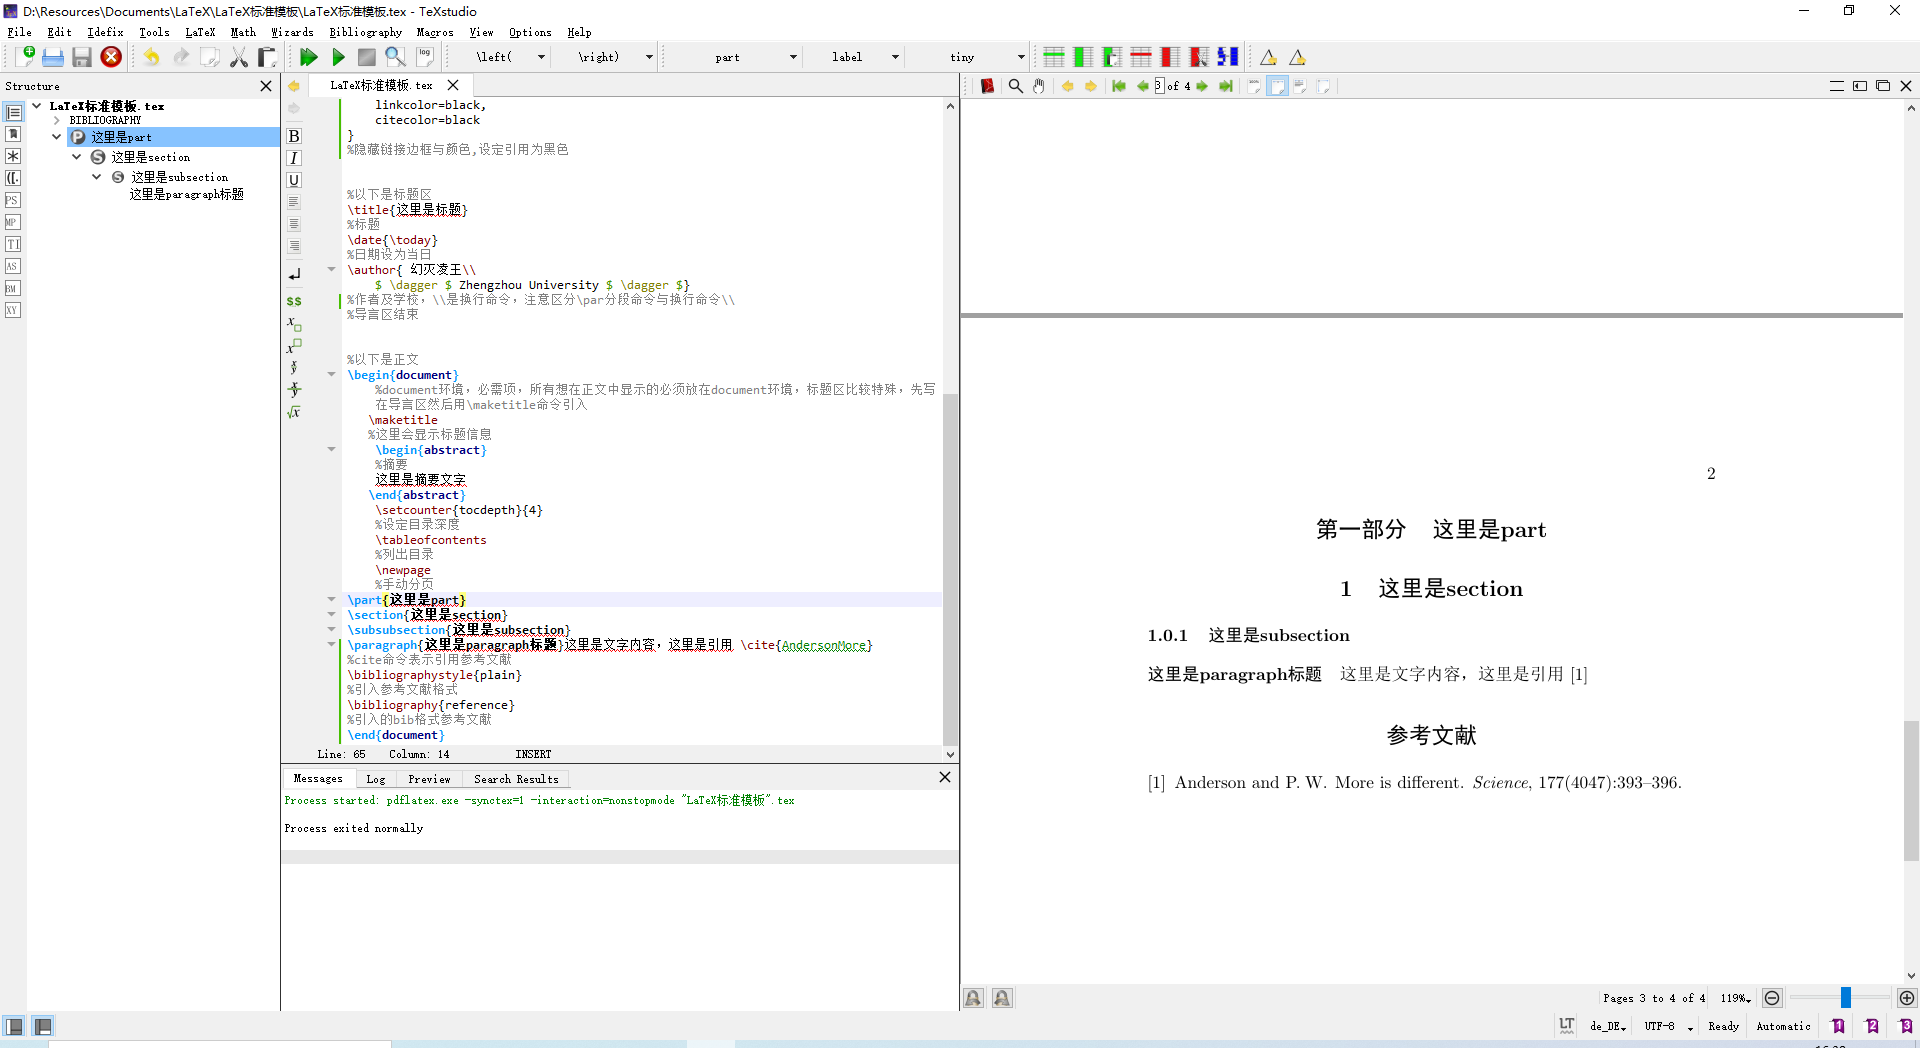 D:\Resources\Documents\LaTeX\LaTeX标准模板\LaTeX标准模板.tex - TeXstudio
File Edit Idefix Tools LaTeX Math Wizards Bibliography Macros View Options Help
log \left( \right) part label tiny
Structure
LaTeX标准模板.tex
BIBLIOGRAPHY
P 这里是part
S 这里是section
S 这里是subsection
这里是paragraph标题
PS
MP
TI
AS
BM
XY
LaTeX标准模板.tex
B
I
U
$$
linkcolor=black,
citecolor=black
}
%隐藏链接边框与颜色,设定引用为黑色
%以下是标题区
\title{这里是标题}
%标题
\date{\today}
%日期设为当日
\author{ 幻灭凌王\\
$ \dagger $ Zhengzhou University $ \dagger $}
%作者及学校，\\是换行命令，注意区分\par分段命令与换行命令\\
%导言区结束
%以下是正文
\begin{document}
%document环境，必需项，所有想在正文中显示的必须放在document环境，标题区比较特殊，先写
在导言区然后用\maketitle命令引入
\maketitle
%这里会显示标题信息
\begin{abstract}
%摘要
这里是摘要文字
\end{abstract}
\setcounter{tocdepth}{4}
%设定目录深度
\tableofcontents
%列出目录
\newpage
%手动分页
\part{这里是part}
\section{这里是section}
\subsubsection{这里是subsection}
\paragraph{这里是paragraph标题}这里是文字内容，这里是引用 \cite{AndersonMore}
%cite命令表示引用参考文献
\bibliographystyle{plain}
%引入参考文献格式
\bibliography{reference}
%引入的bib格式参考文献
\end{document}
Line: 65 Column: 14 INSERT
Messages Log Preview Search Results
Process started: pdflatex.exe -synctex=1 -interaction=nonstopmode "LaTeX标准模板".tex
Process exited normally
3 of 4
2
第一部分 这里是part
1 这里是section
1.0.1 这里是subsection
这里是paragraph标题 这里是文字内容，这里是引用 [1]
参考文献
[1] Anderson and P. W. More is different. Science, 177(4047):393–396.
Pages 3 to 4 of 4 119%
LT de_DE UTF-8 Ready Automatic 1 2 3